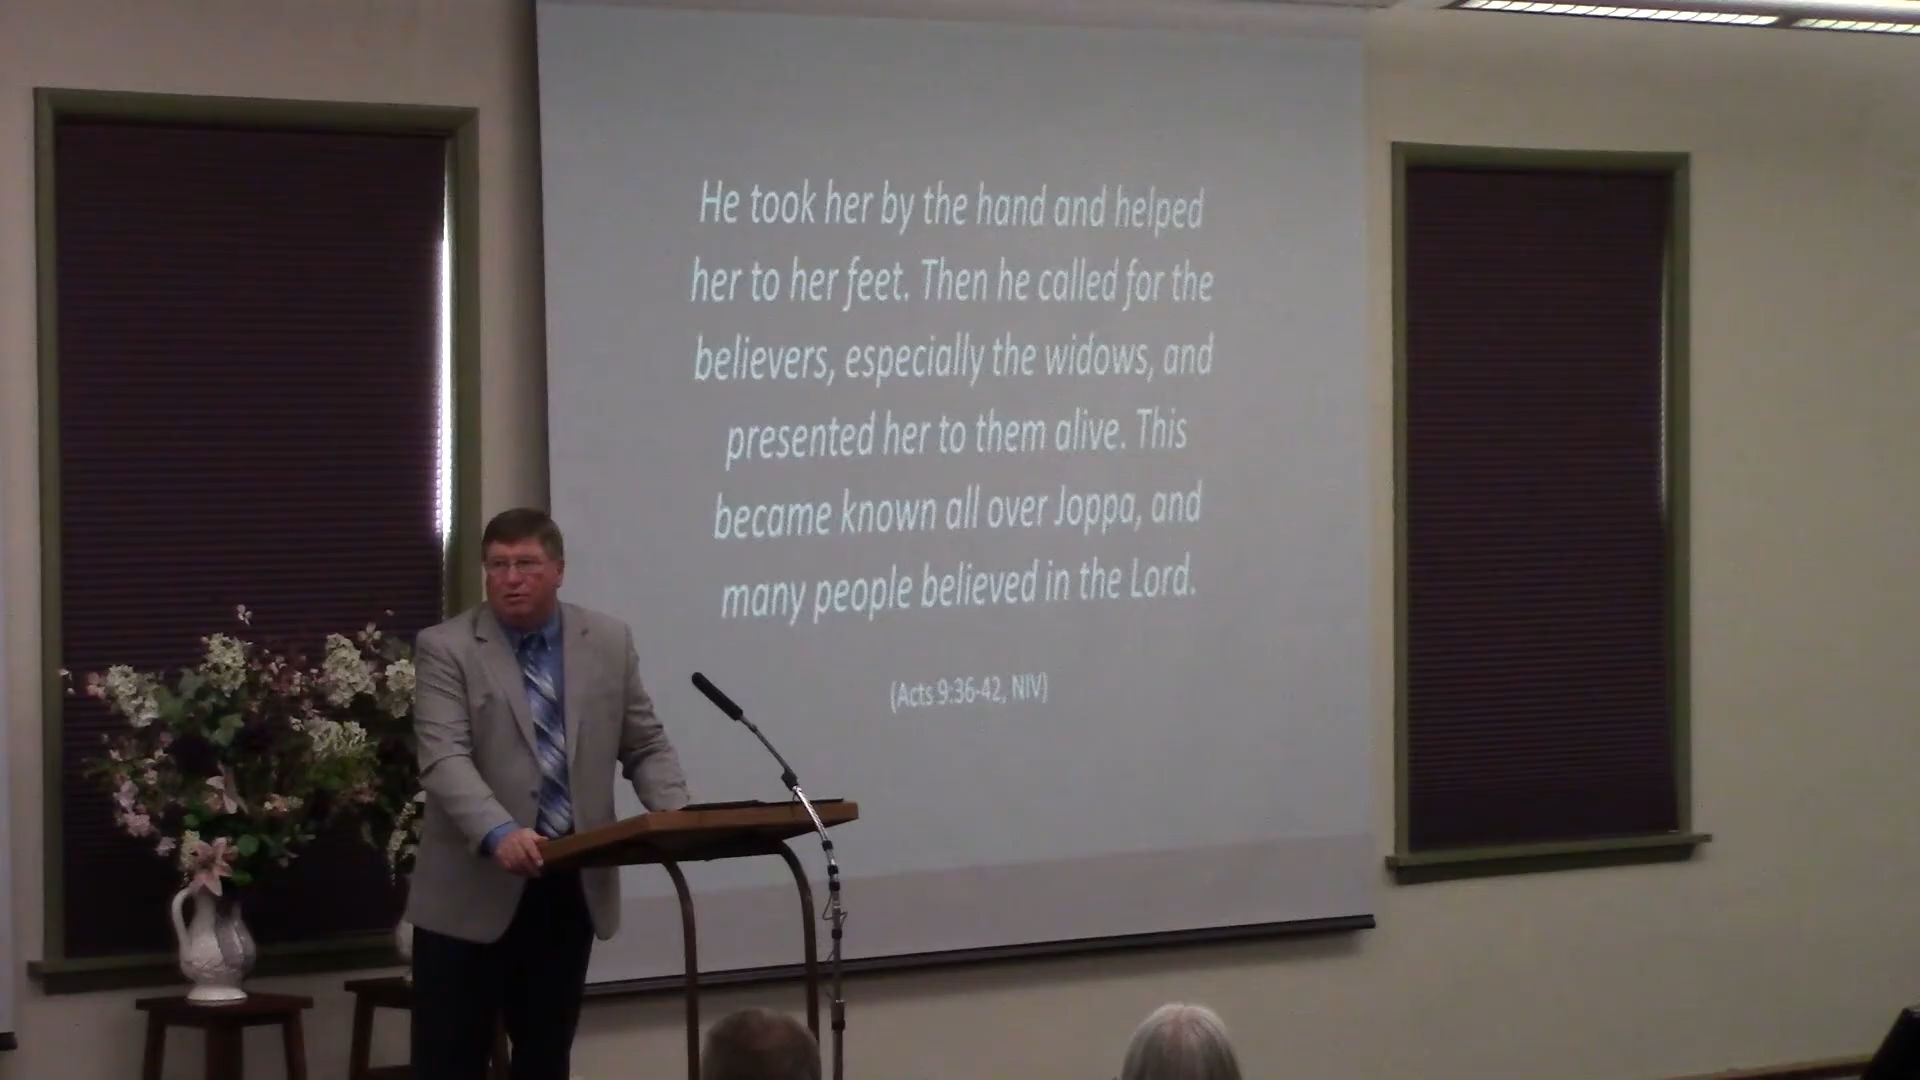 He took her by the hand and helped
her to her feet. Then he called for the
believers, especially the widows, and
presented her to them alive. This
became known all over Joppa, and
many people believed in the Lord.
(Acts 9:36-42, NIV)